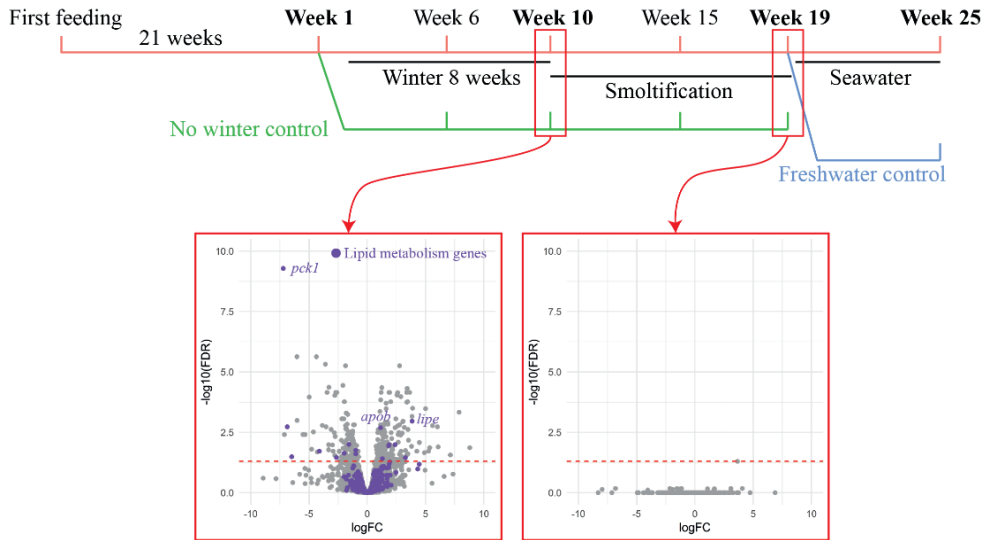 First feeding Week 1 Week 6 Week 10 Week 15 Week 19 Week 25
21 weeks
Winter 8 weeks
Smoltification
Seawater
No winter control
Freshwater control
Lipid metabolism genes
pck1
apob
lipe
-log10(FDR)
10.0
7.5
5.0
2.5
0.0
-10 -5 0 5 10
logFC
-log10(FDR)
10.0
7.5
5.0
2.5
0.0
-10 -5 0 5 10
logFC